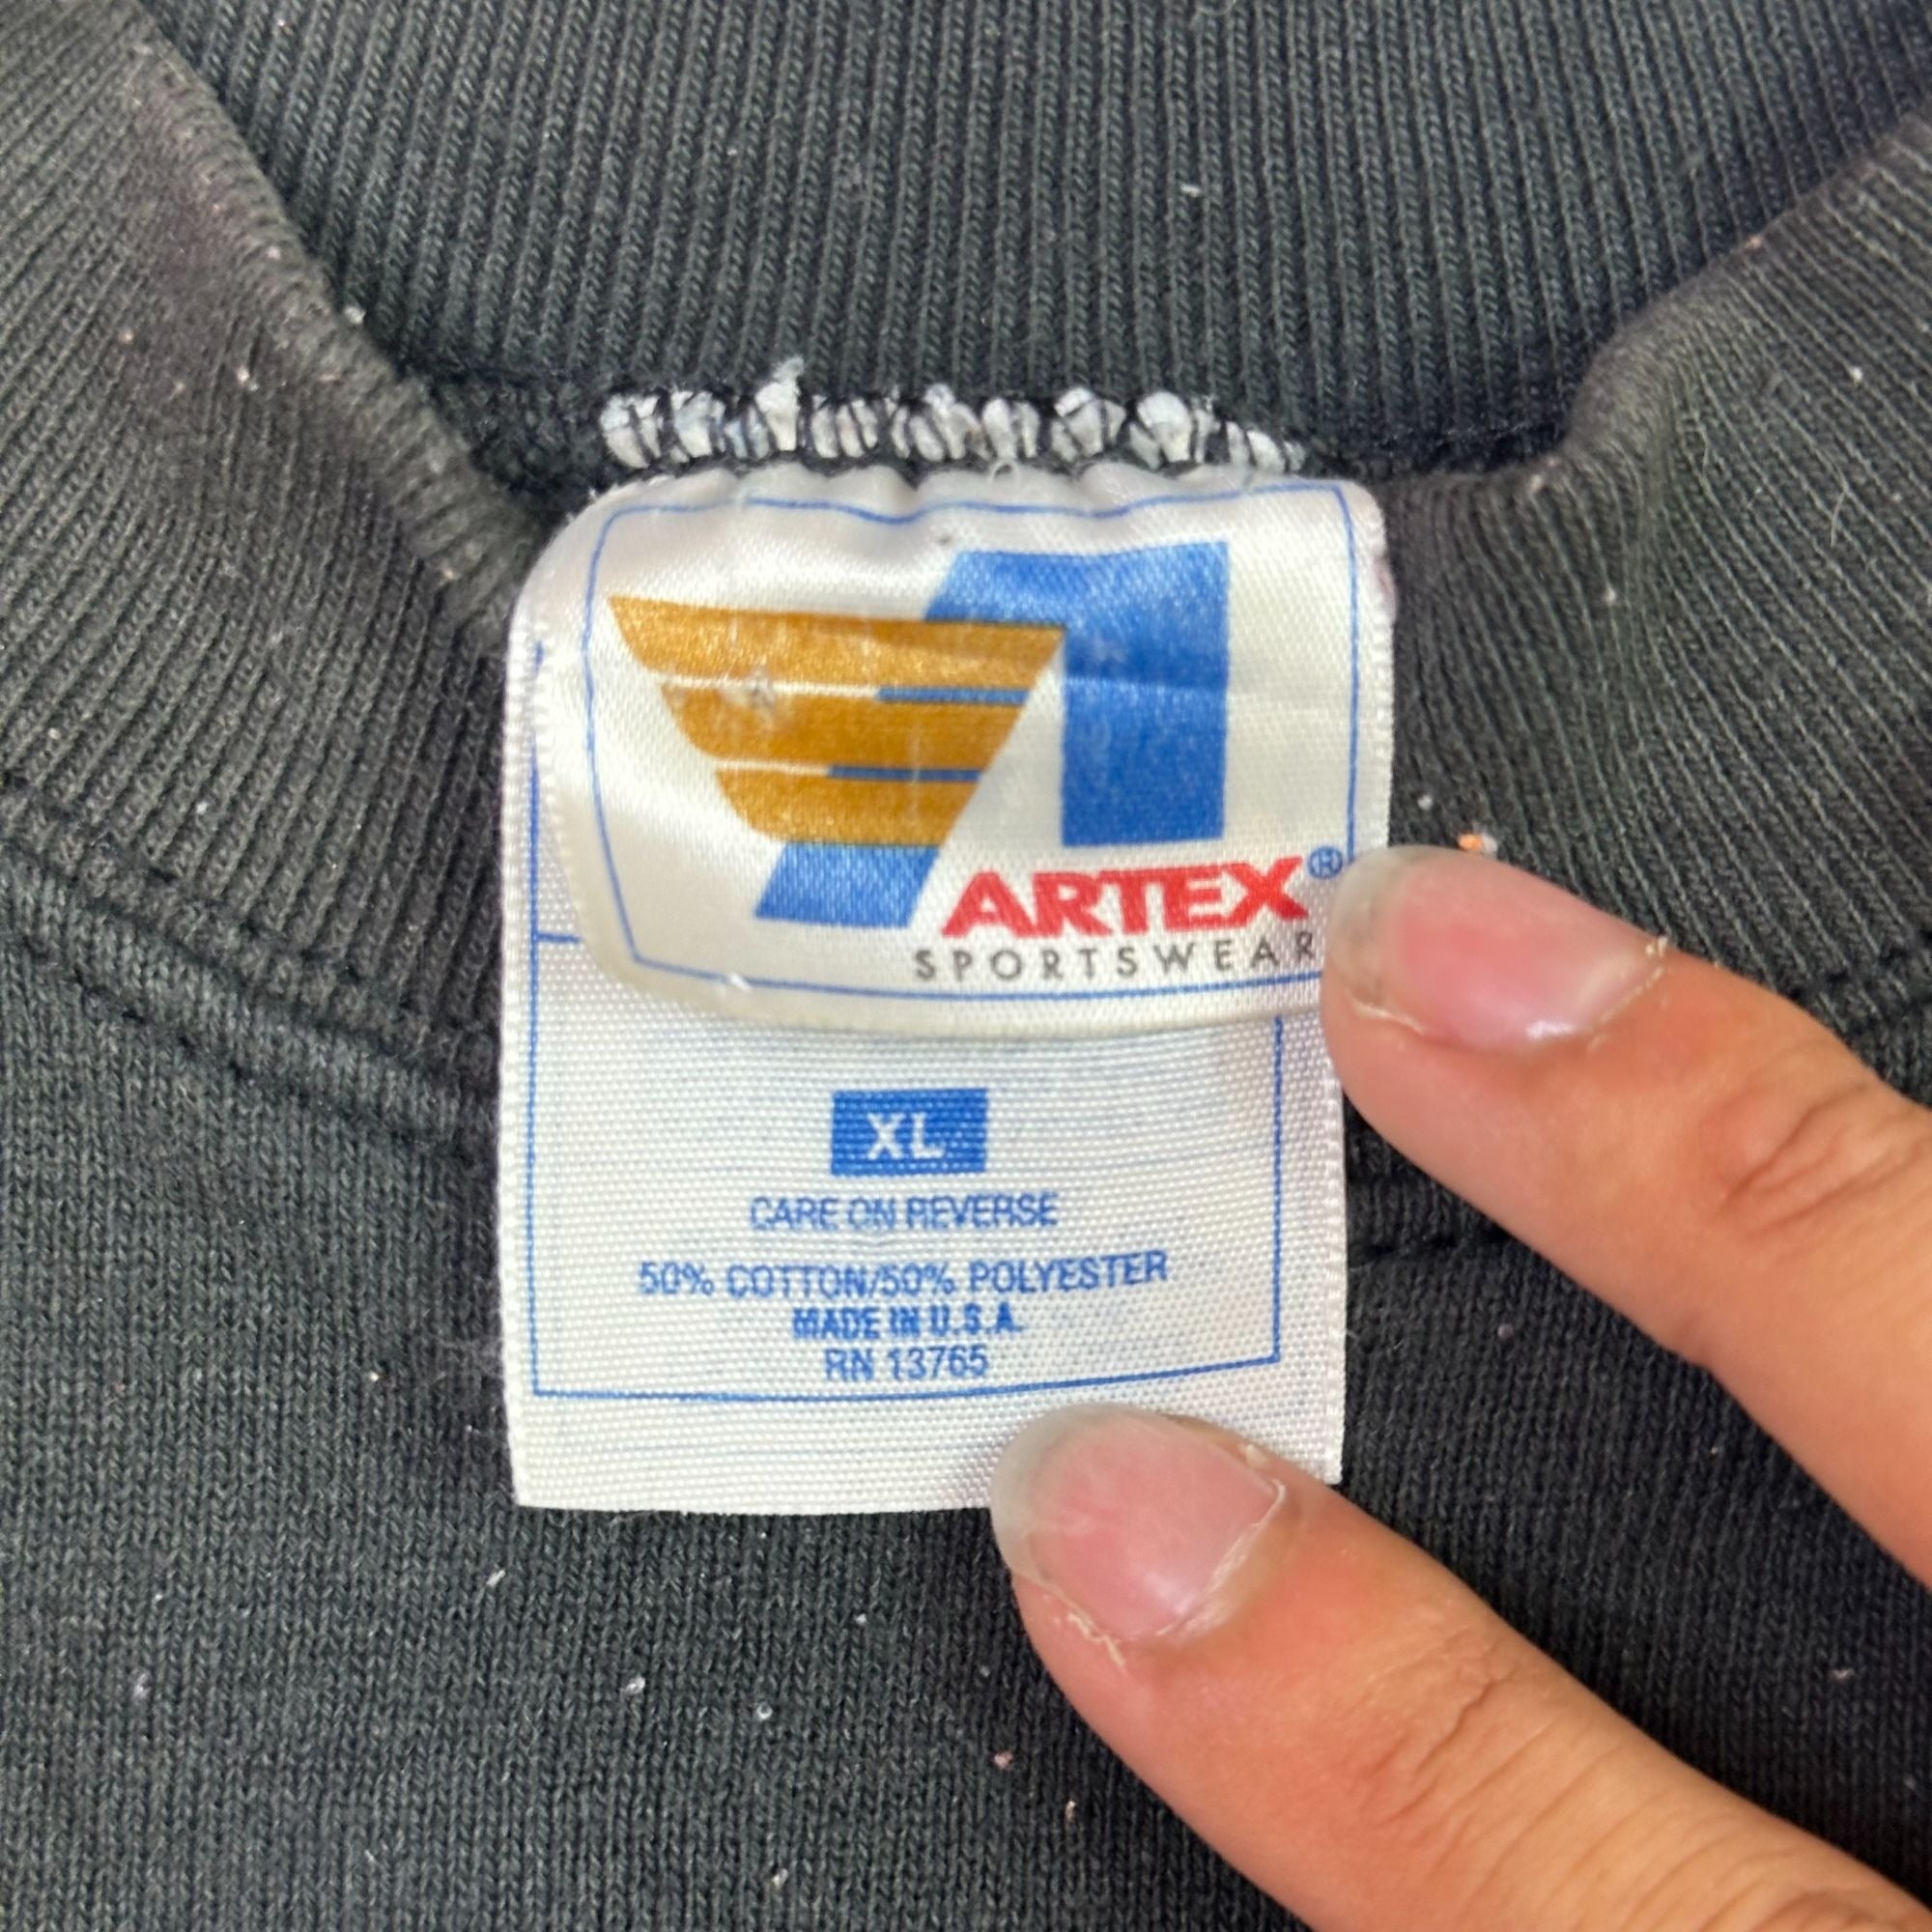 ARTEX®
SPORTSWEAR
XL
CARE ON REVERSE
50% COTTON/50% POLYESTER
MADE IN U.S.A.
RN 13765